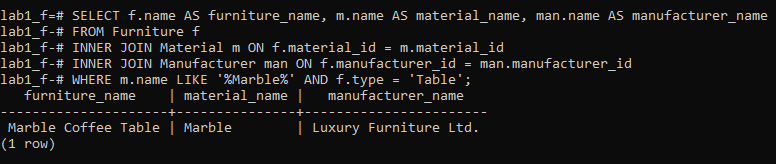 lab1_f=# SELECT f.name AS furniture_name, m.name AS material_name, man.name AS manufacturer_name
lab1_f-# FROM Furniture f
lab1_f-# INNER JOIN Material m ON f.material_id = m.material_id
lab1_f-# INNER JOIN Manufacturer man ON f.manufacturer_id = man.manufacturer_id
lab1_f-# WHERE m.name LIKE '%Marble%' AND f.type = 'Table';
   furniture_name    | material_name |   manufacturer_name
---------------------+---------------+-----------------------
 Marble Coffee Table | Marble        | Luxury Furniture Ltd.
(1 row)